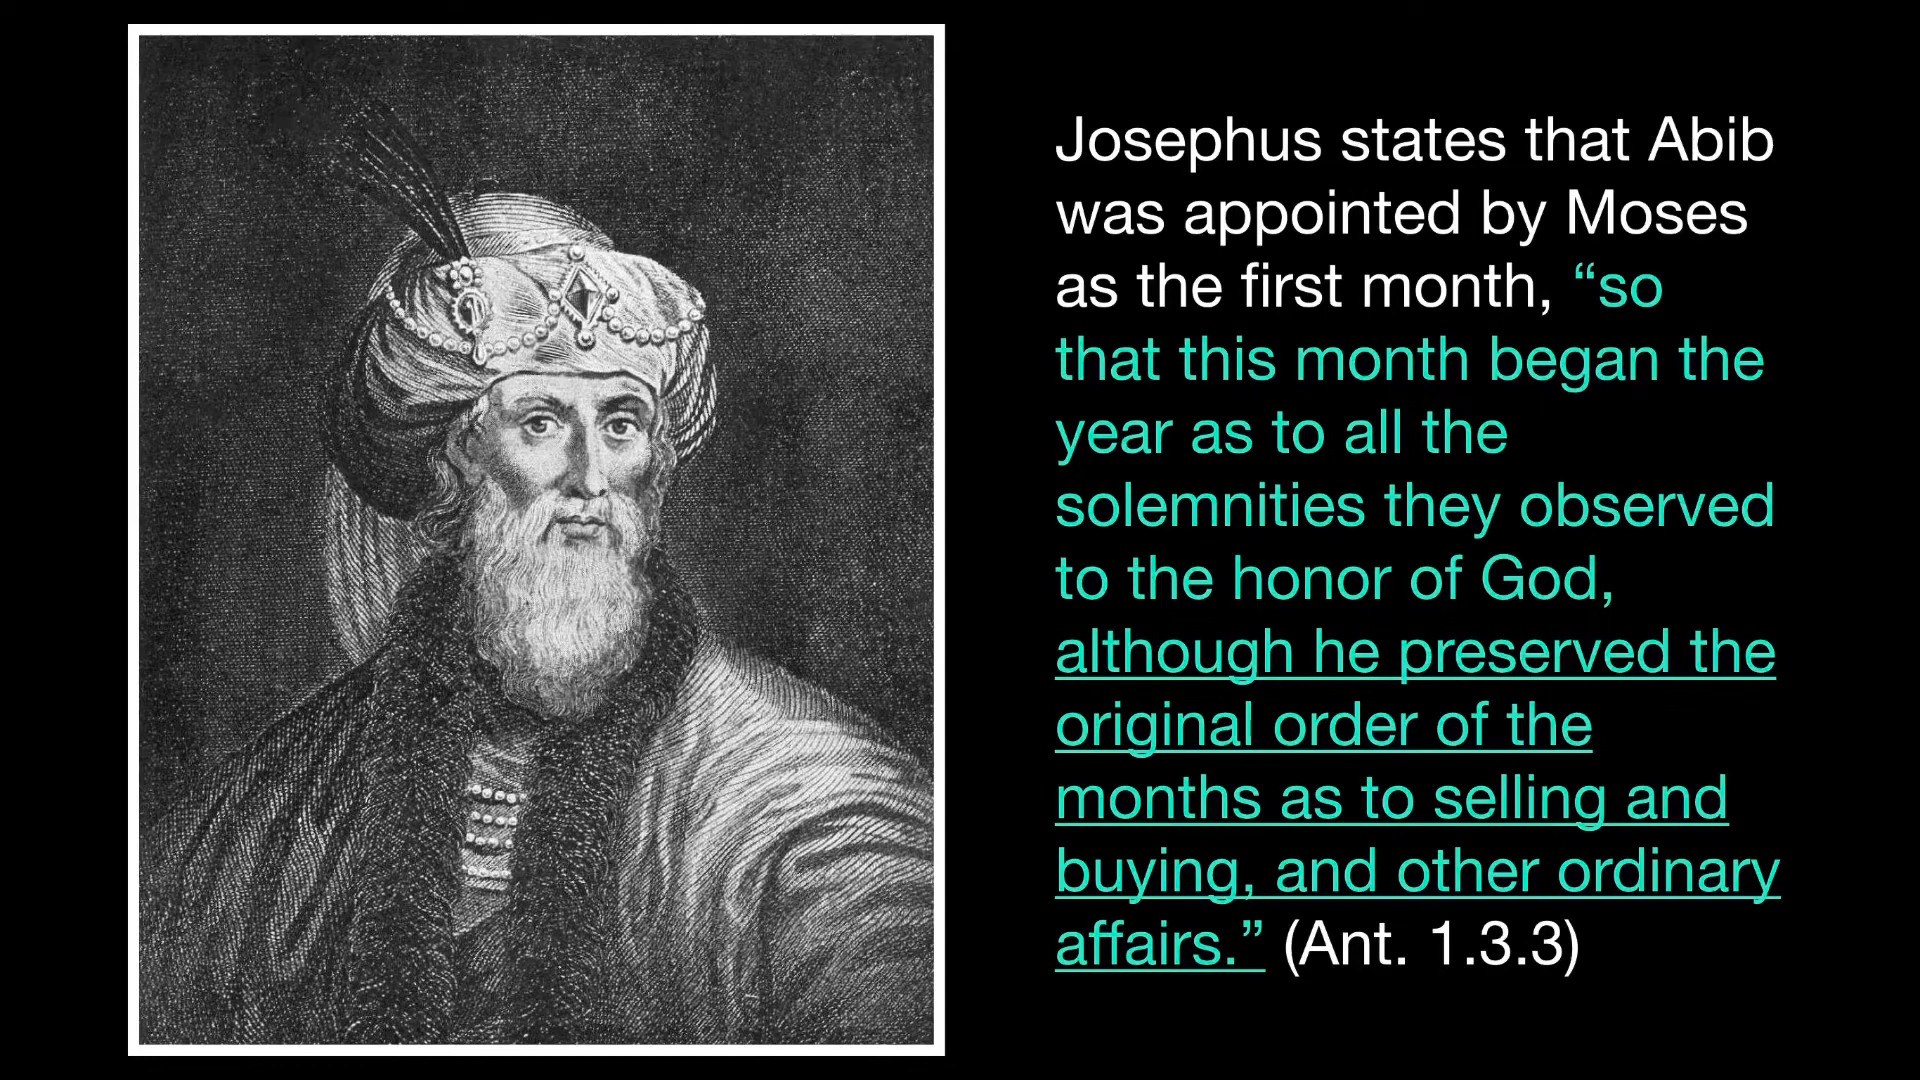 Josephus states that Abib
was appointed by Moses
as the first month, “so
that this month began the
year as to all the
solemnities they observed
to the honor of God,
although he preserved the
original order of the
months as to selling and
buying, and other ordinary
affairs.” (Ant. 1.3.3)